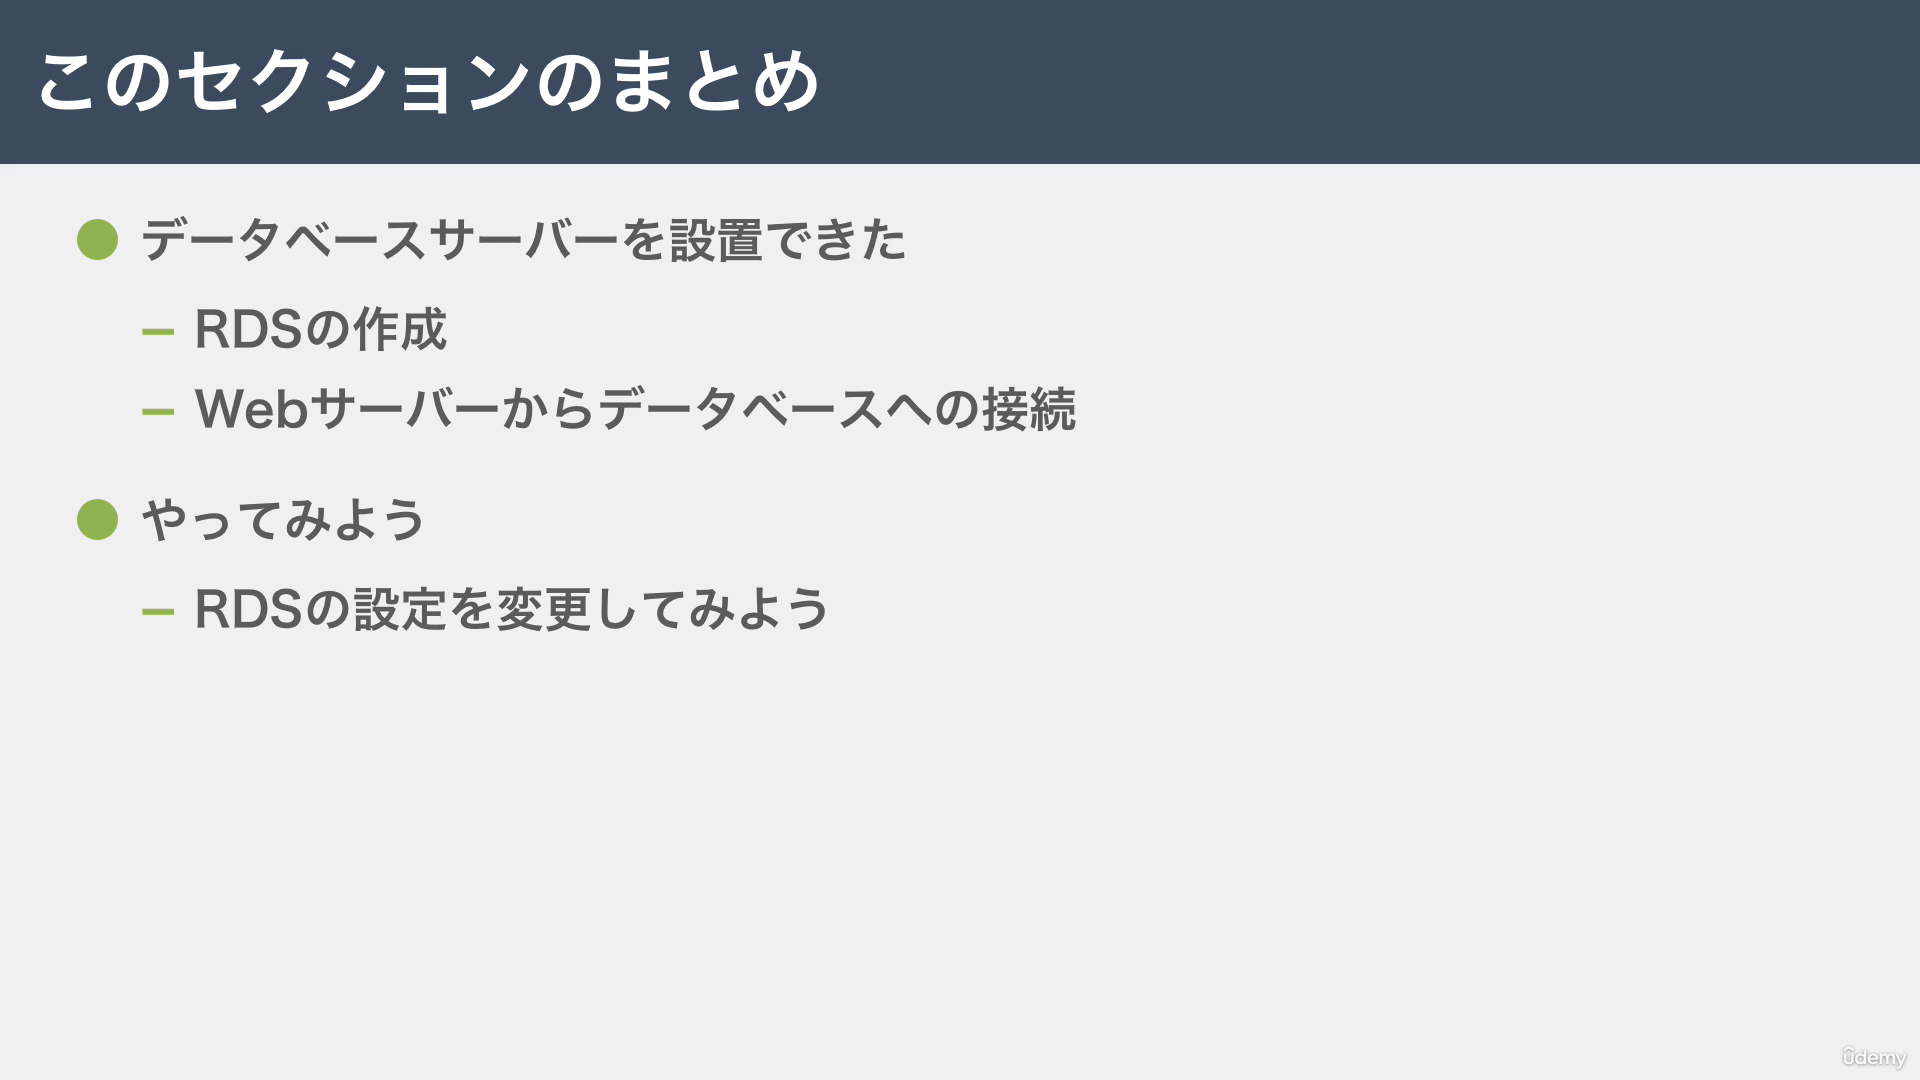 このセクションのまとめ
● データベースサーバーを設置できた
– RDSの作成
– Webサーバーからデータベースへの接続
● やってみよう
– RDSの設定を変更してみよう
ûdemy